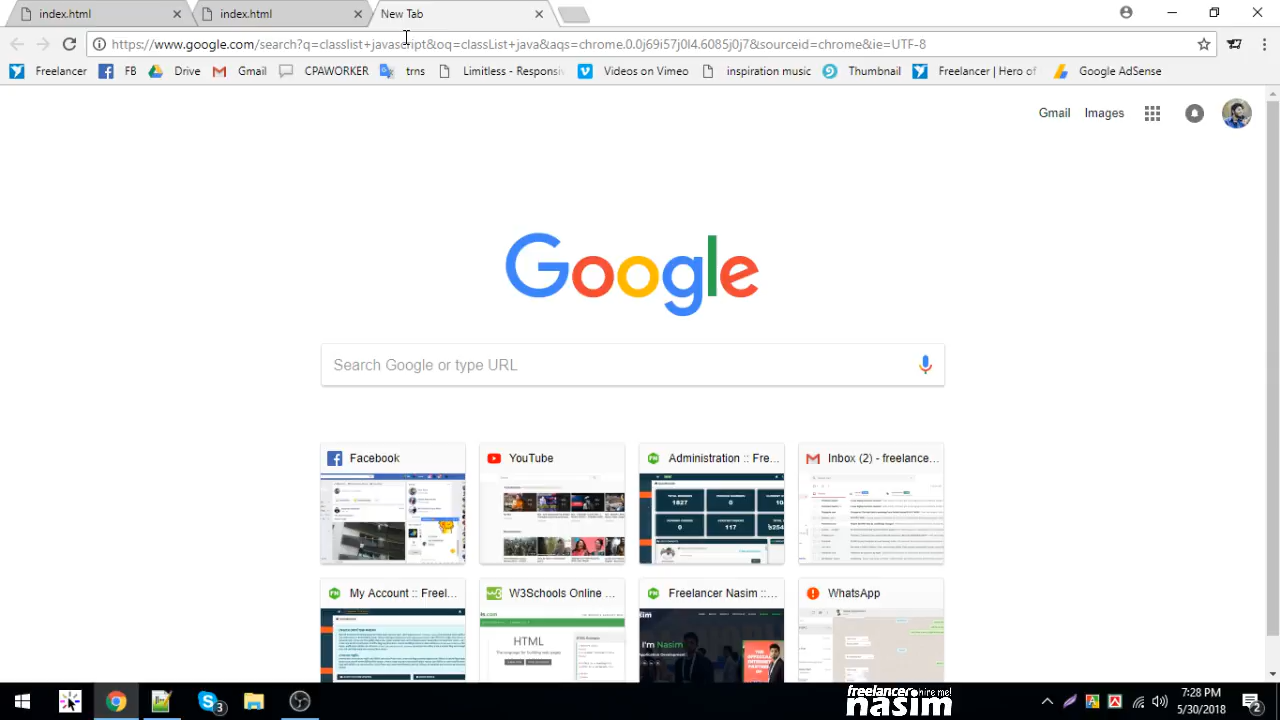 index.html
index.html
New Tab
https://www.google.com/search?q=classlist+javascript&oq=classList+java&aqs=chrome.0.0j69i57j0l4.6085j0j7&sourceid=chrome&ie=UTF-8
Freelancer
FB
Drive
Gmail
CPAWORKER
trns
Limitless - Responsiv
Videos on Vimeo
inspiration music
Thumbnail
Freelancer | Hero of
Google AdSense
Gmail
Images
Google
Search Google or type URL
Facebook
YouTube
Administration :: Fre...
Inbox (2) - freelance...
My Account :: Freel...
W3Schools Online ...
Freelancer Nasim ::...
WhatsApp
HTML
I'm Nasim
freelancer hire me!
nasim
7:28 PM
5/30/2018